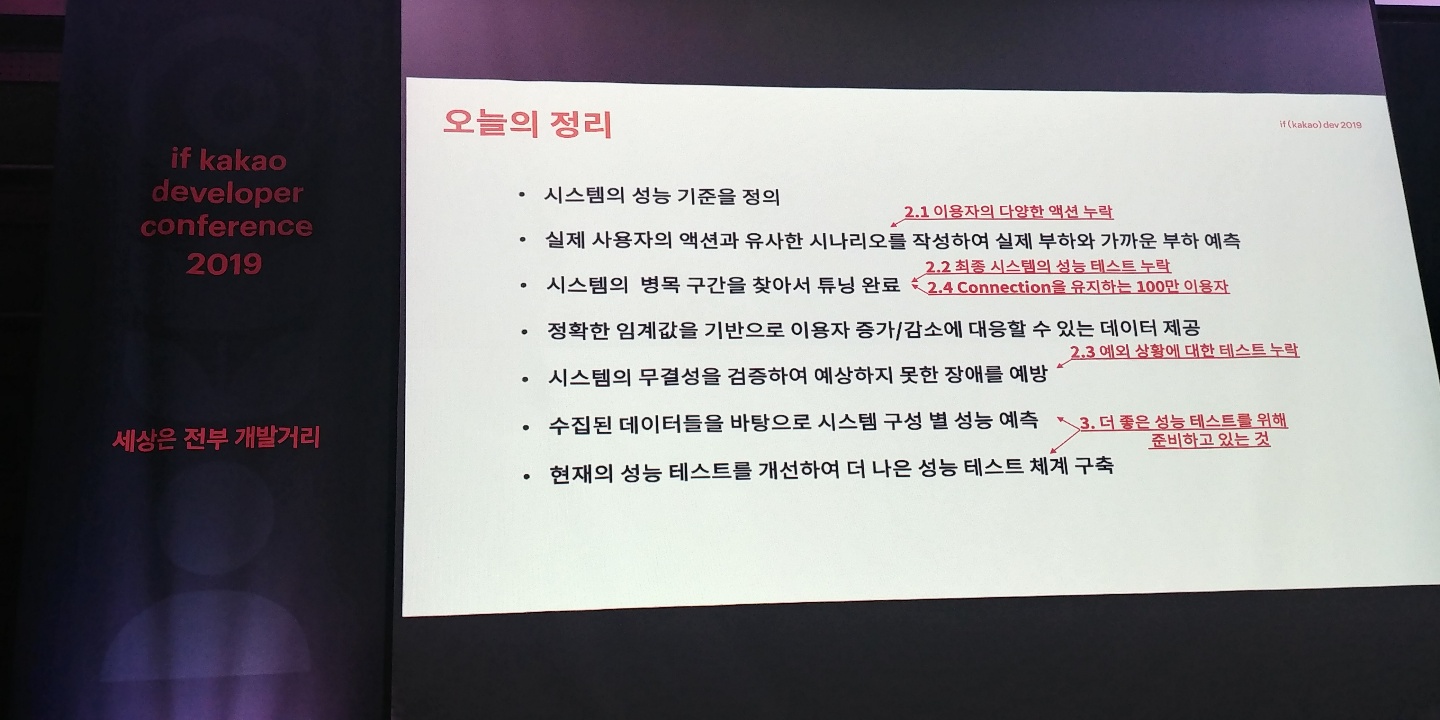 if kakao
developer
conference
2019
세상은 전부 개발거리
오늘의 정리
if(kakao)dev2019
• 시스템의 성능 기준을 정의
2.1 이용자의 다양한 액션 누락
• 실제 사용자의 액션과 유사한 시나리오를 작성하여 실제 부하와 가까운 부하 예측
2.2 최종 시스템의 성능 테스트 누락
• 시스템의 병목 구간을 찾아서 튜닝 완료
2.4 Connection을 유지하는 100만 이용자
• 정확한 임계값을 기반으로 이용자 증가/감소에 대응할 수 있는 데이터 제공
2.3 예외 상황에 대한 테스트 누락
• 시스템의 무결성을 검증하여 예상하지 못한 장애를 예방
• 수집된 데이터들을 바탕으로 시스템 구성 별 성능 예측
3. 더 좋은 성능 테스트를 위해
준비하고 있는 것
• 현재의 성능 테스트를 개선하여 더 나은 성능 테스트 체계 구축